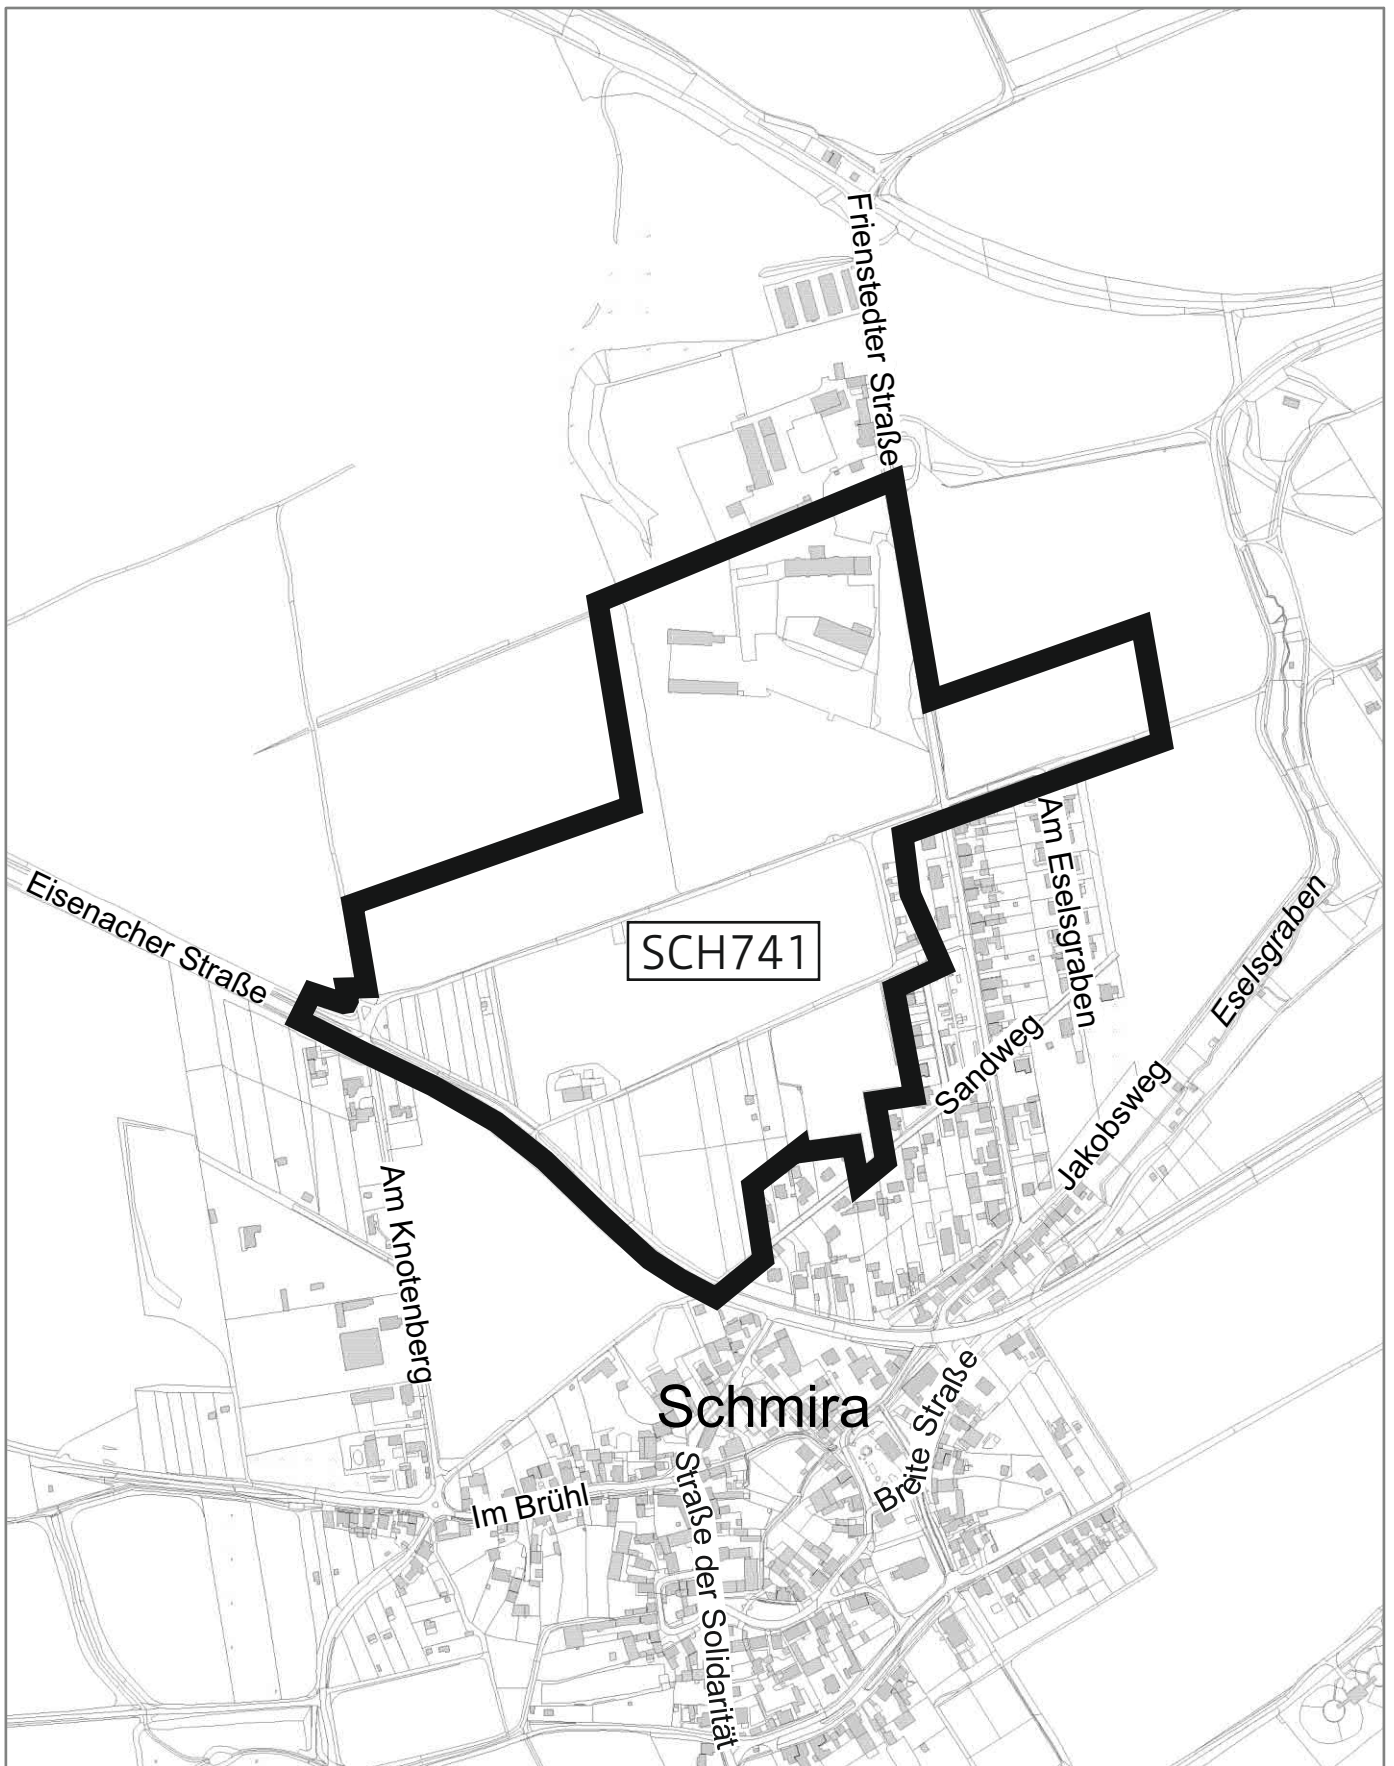 Frienstedter Straße
Eisenacher Straße
SCH741
Am Eselsgraben
Eselsgraben
Sandweg
Jakobsweg
Am Knotenberg
Schmira
Breite Straße
Im Brühl
Straße der Solidarität